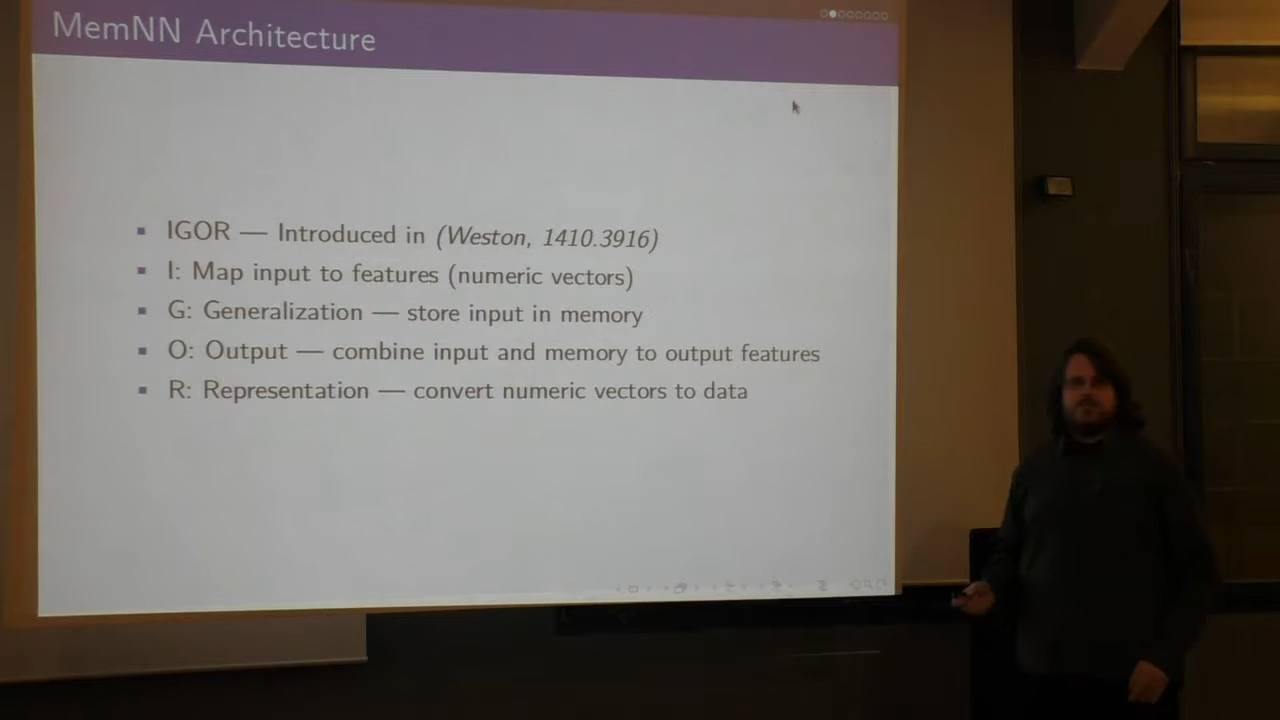 MemNN Architecture
IGOR — Introduced in (Weston, 1410.3916)
I: Map input to features (numeric vectors)
G: Generalization — store input in memory
O: Output — combine input and memory to output features
R: Representation — convert numeric vectors to data